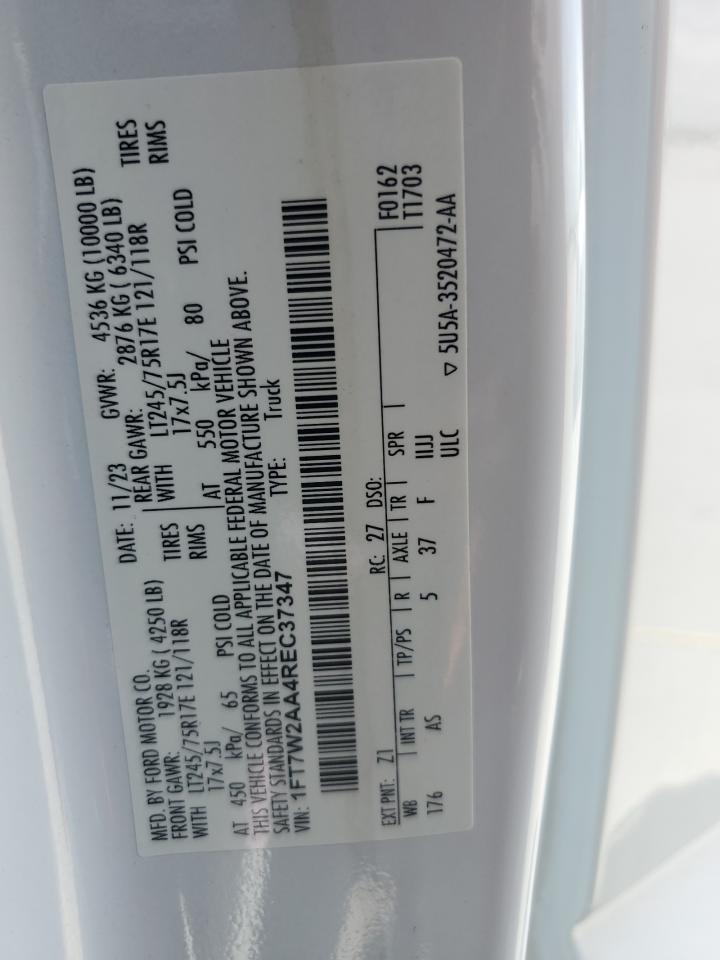 MFD. BY FORD MOTOR CO. DATE: 11/23 GVWR: 4536 KG (10000 LB)
FRONT GAWR: 1928 KG ( 4250 LB) REAR GAWR: 2876 KG ( 6340 LB)
WITH LT245/75R17E 121/118R TIRES WITH LT245/75R17E 121/118R TIRES
17x7.5J RIMS 17x7.5J RIMS
AT 450 kPa/ 65 PSI COLD AT 550 kPa/ 80 PSI COLD
THIS VEHICLE CONFORMS TO ALL APPLICABLE FEDERAL MOTOR VEHICLE
SAFETY STANDARDS IN EFFECT ON THE DATE OF MANUFACTURE SHOWN ABOVE.
VIN: 1FT7W2AA4REC37347 TYPE: Truck
EXT PNT: Z1 RC: 27 DSO: F0162
WB INT TR TP/PS R AXLE TR SPR T1703
176 AS 5 37 F IIJJ
ULC ▽ 5U5A-3520472-AA